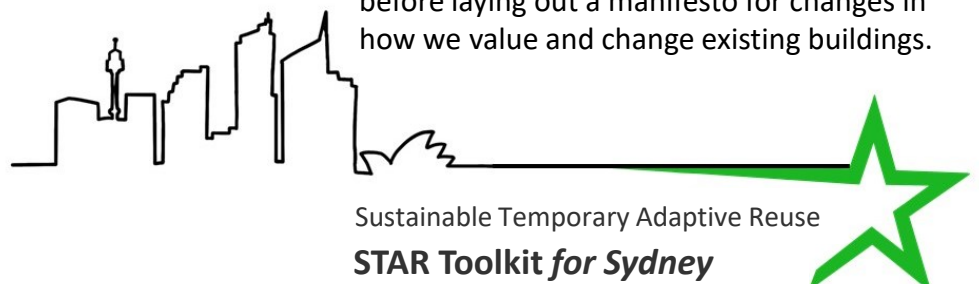 before laying out a manifesto for changes in
how we value and change existing buildings.
Sustainable Temporary Adaptive Reuse
STAR Toolkit for Sydney